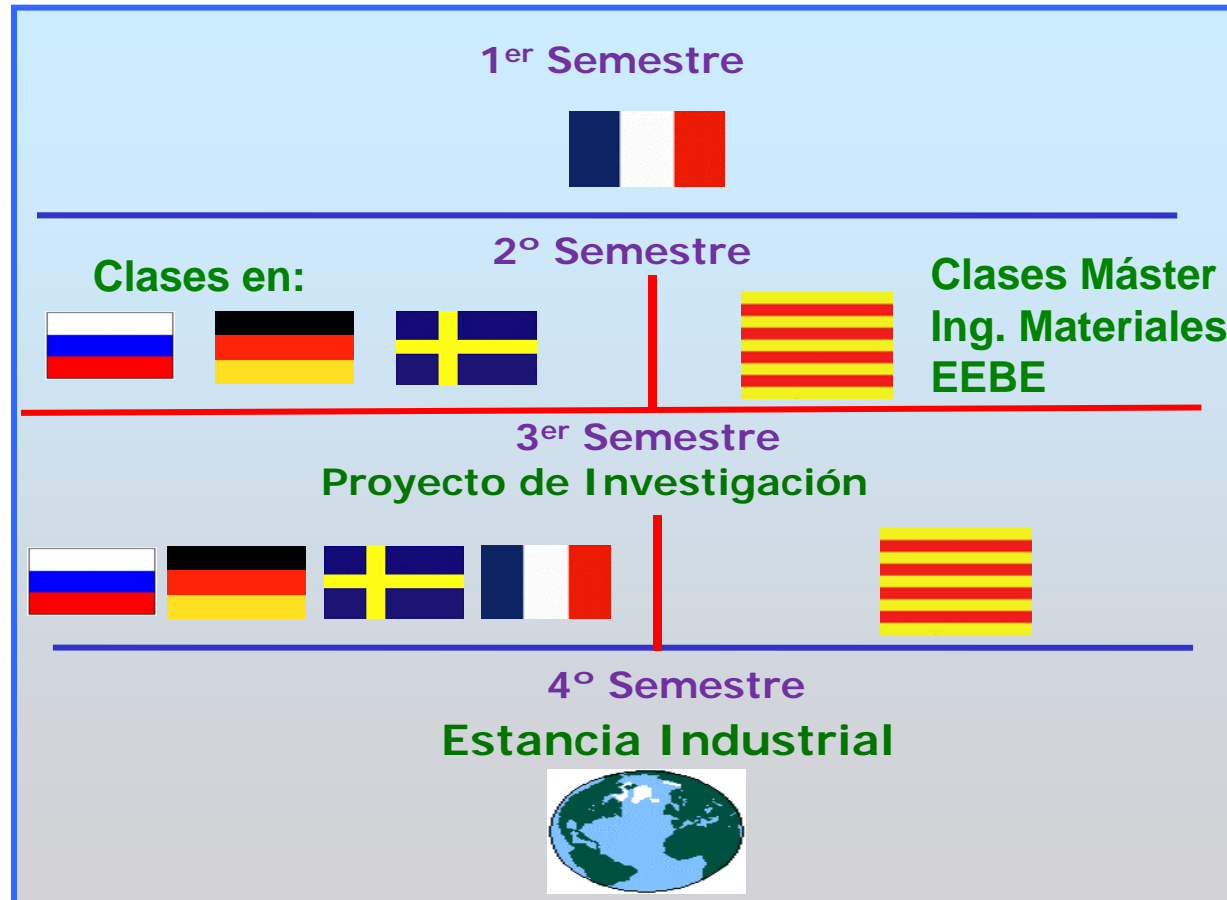 1er Semestre
2º Semestre
Clases en:
Clases Máster
Ing. Materiales
EEBE
3er Semestre
Proyecto de Investigación
4º Semestre
Estancia Industrial